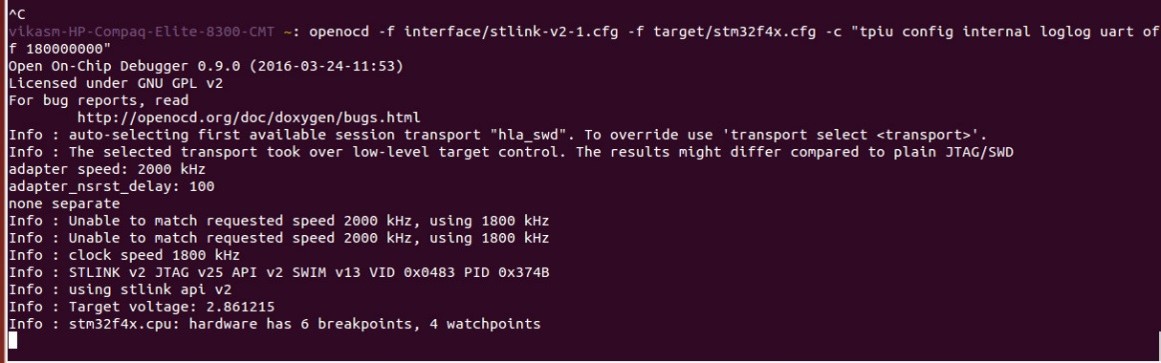 ^C
vikasm-HP-Compaq-Elite-8300-CMT ~: openocd -f interface/stlink-v2-1.cfg -f target/stm32f4x.cfg -c "tpiu config internal loglog uart of
f 180000000"
Open On-Chip Debugger 0.9.0 (2016-03-24-11:53)
Licensed under GNU GPL v2
For bug reports, read
        http://openocd.org/doc/doxygen/bugs.html
Info : auto-selecting first available session transport "hla_swd". To override use 'transport select <transport>'.
Info : The selected transport took over low-level target control. The results might differ compared to plain JTAG/SWD
adapter speed: 2000 kHz
adapter_nsrst_delay: 100
none separate
Info : Unable to match requested speed 2000 kHz, using 1800 kHz
Info : Unable to match requested speed 2000 kHz, using 1800 kHz
Info : clock speed 1800 kHz
Info : STLINK v2 JTAG v25 API v2 SWIM v13 VID 0x0483 PID 0x374B
Info : using stlink api v2
Info : Target voltage: 2.861215
Info : stm32f4x.cpu: hardware has 6 breakpoints, 4 watchpoints